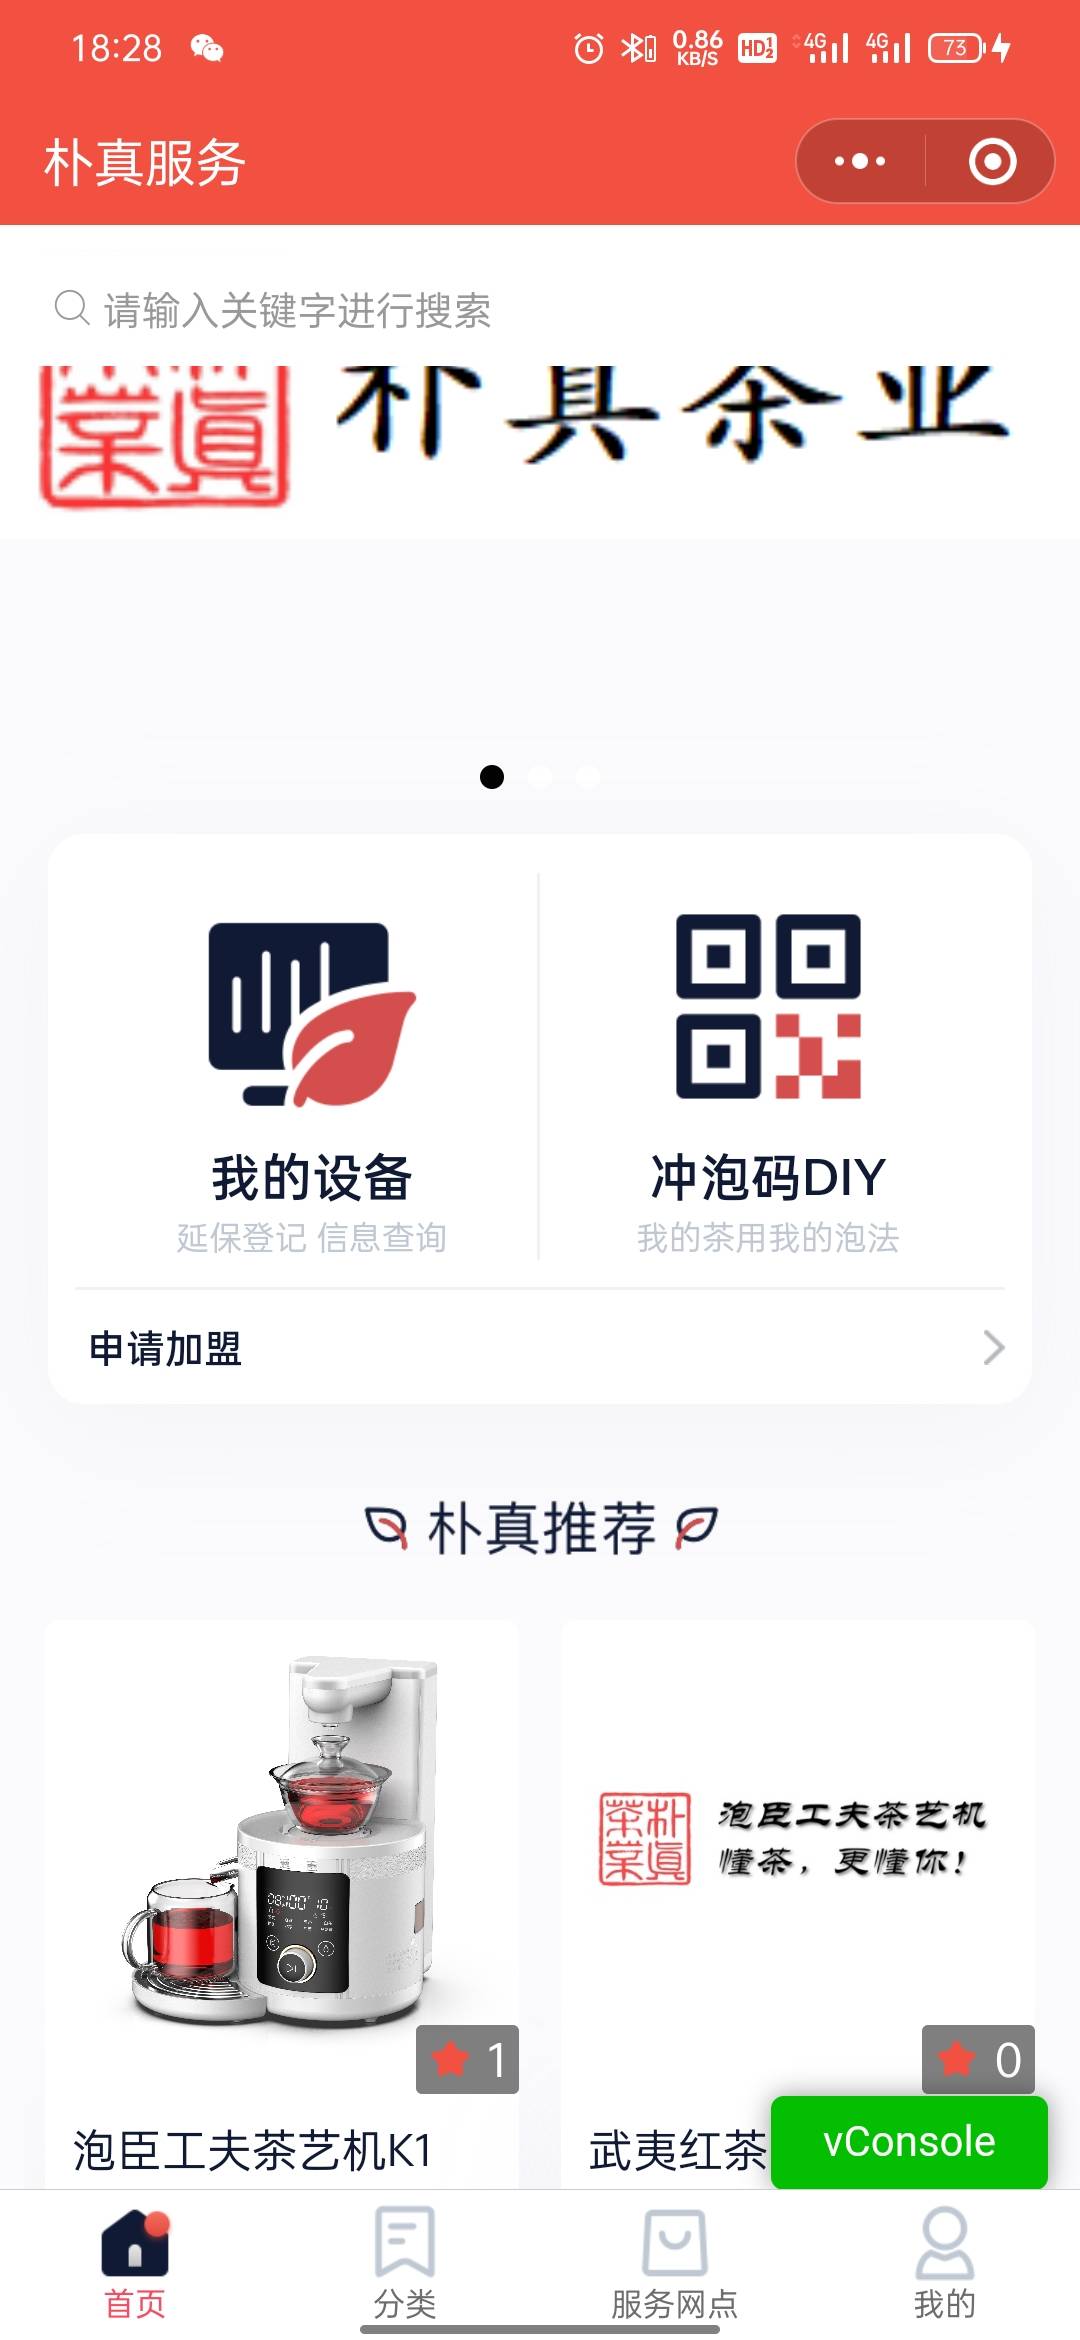 18:28
0.86 KB/S
HD 1 2
4G
4G
73
朴真服务
请输入关键字进行搜索
朴真茶业
我的设备
冲泡码DIY
延保登记 信息查询
我的茶用我的泡法
申请加盟
朴真推荐
08:00
泡臣工夫茶艺机
懂茶，更懂你！
1
0
泡臣工夫茶艺机K1
武夷红茶
vConsole
首页
分类
服务网点
我的